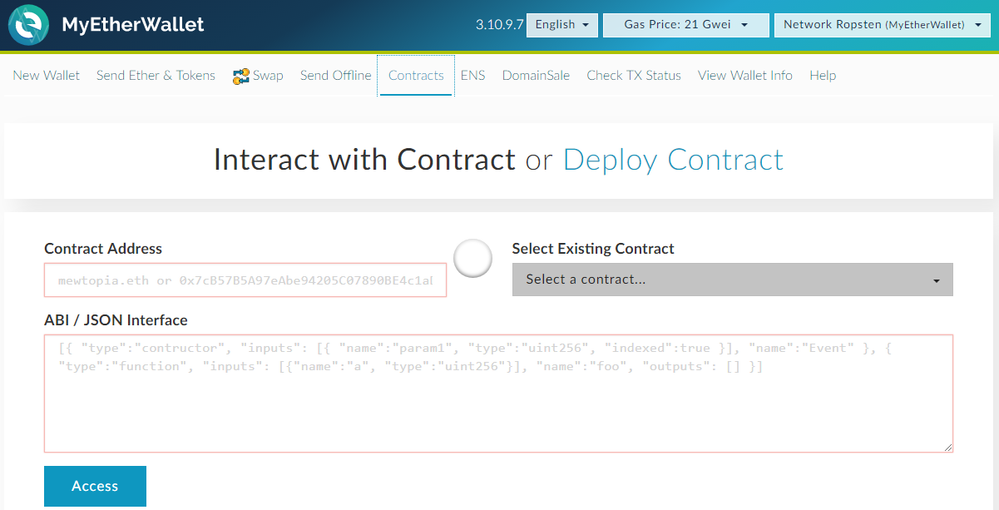 MyEtherWallet
3.10.9.7 English Gas Price: 21 Gwei Network Ropsten (MyEtherWallet)
New Wallet Send Ether & Tokens Swap Send Offline Contracts ENS DomainSale Check TX Status View Wallet Info Help
Interact with Contract or Deploy Contract
Contract Address
mewtopia.eth or 0x7cB57B5A97eAbe94205C07890BE4c1aD
Select Existing Contract
Select a contract...
ABI / JSON Interface
[{ "type":"contructor", "inputs": [{ "name":"param1", "type":"uint256", "indexed":true }], "name":"Event" }, {
"type":"function", "inputs": [{"name":"a", "type":"uint256"}], "name":"foo", "outputs": [] }]
Access